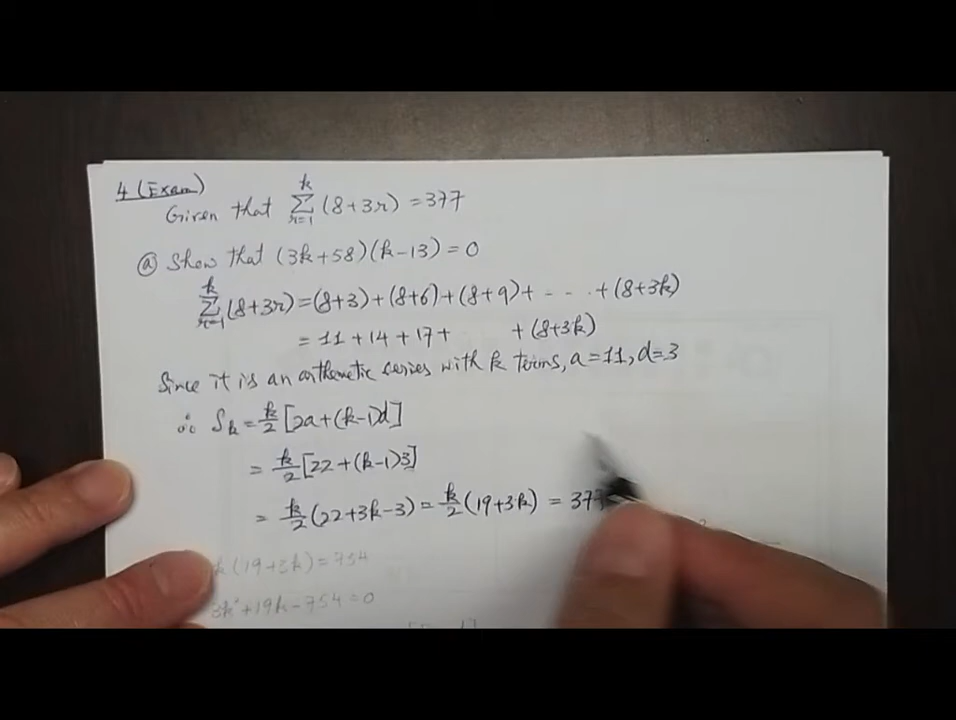 4 (Exam)
Given that \sum_{r=1}^{k} (8+3r) = 377
ⓐ Show that (3k+58)(k-13) = 0
\sum_{r=1}^{k} (8+3r) = (8+3) + (8+6) + (8+9) + - - . . + (8+3k)
= 11 + 14 + 17 + + (8+3k)
Since it is an arithmetic series with k terms, a = 11, d = 3
∴ S_k = k/2 [2a + (k-1)d]
= k/2 [22 + (k-1)3]
= k/2 (22+3k-3) = k/2 (19+3k) = 377
k(19+3k) = 754
3k² + 19k - 754 = 0